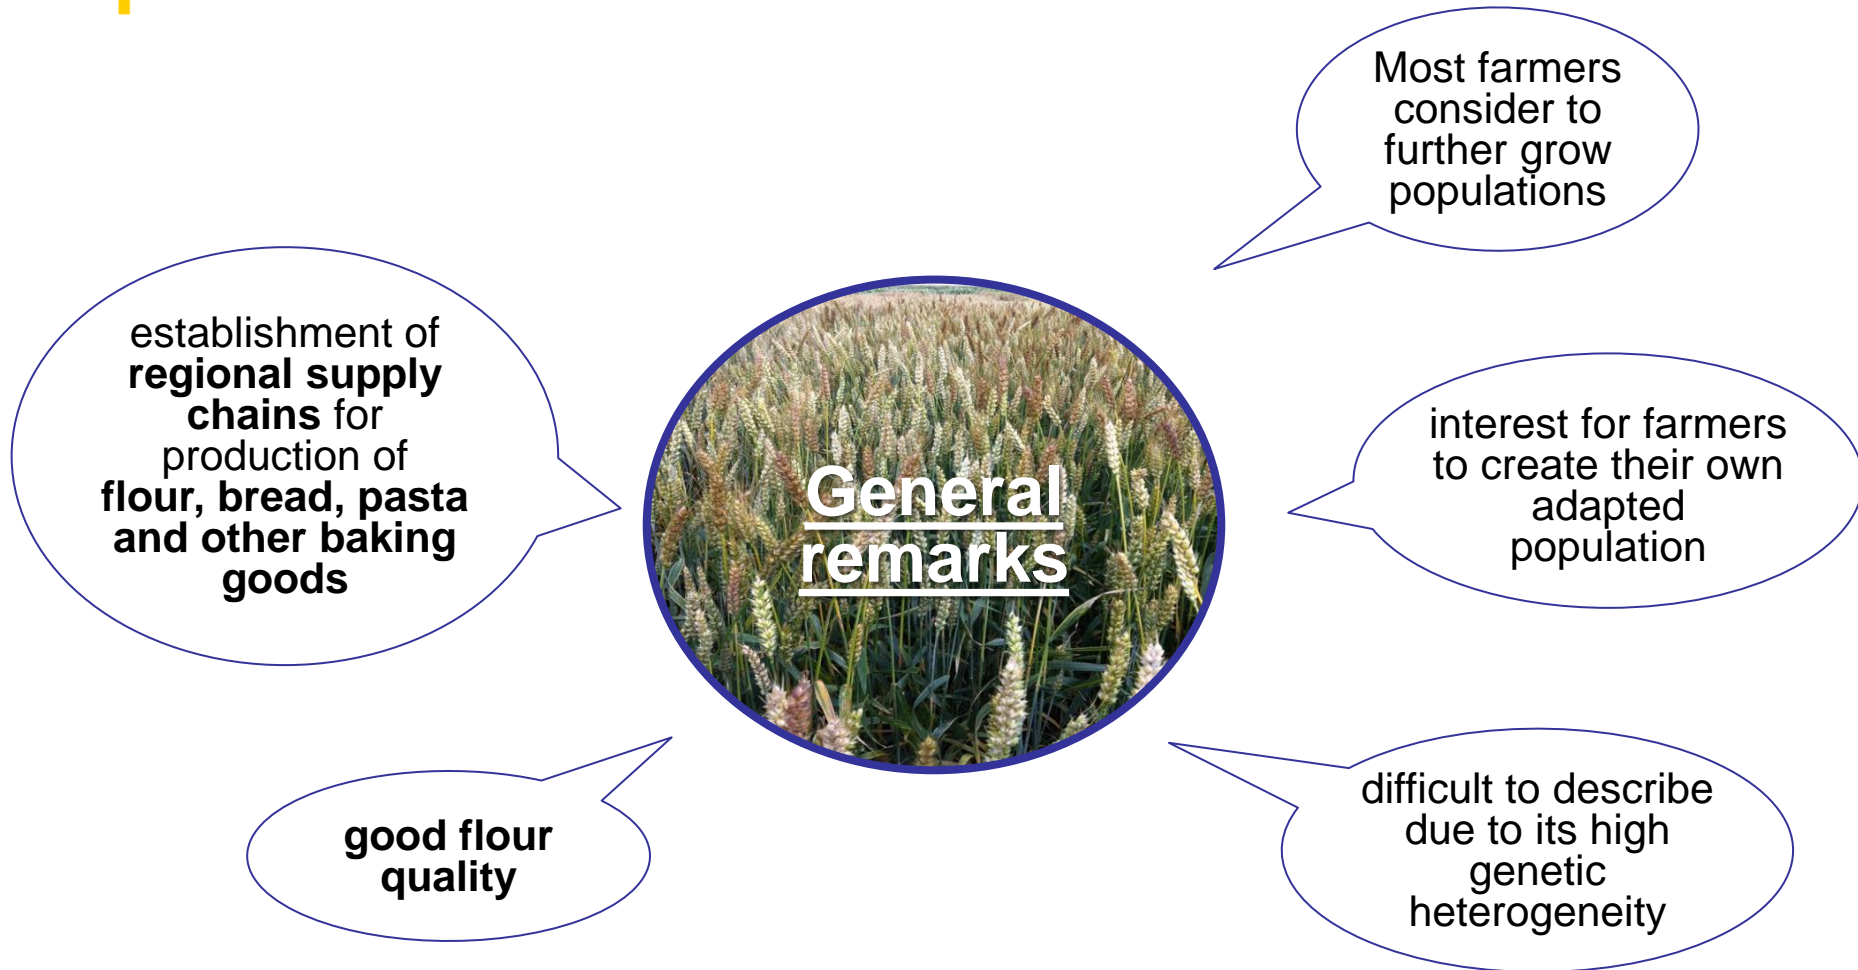 Most farmers
consider to
further grow
populations
establishment of
regional supply
chains for
production of
flour, bread, pasta
and other baking
goods
General
remarks
interest for farmers
to create their own
adapted
population
good flour
quality
difficult to describe
due to its high
genetic
heterogeneity